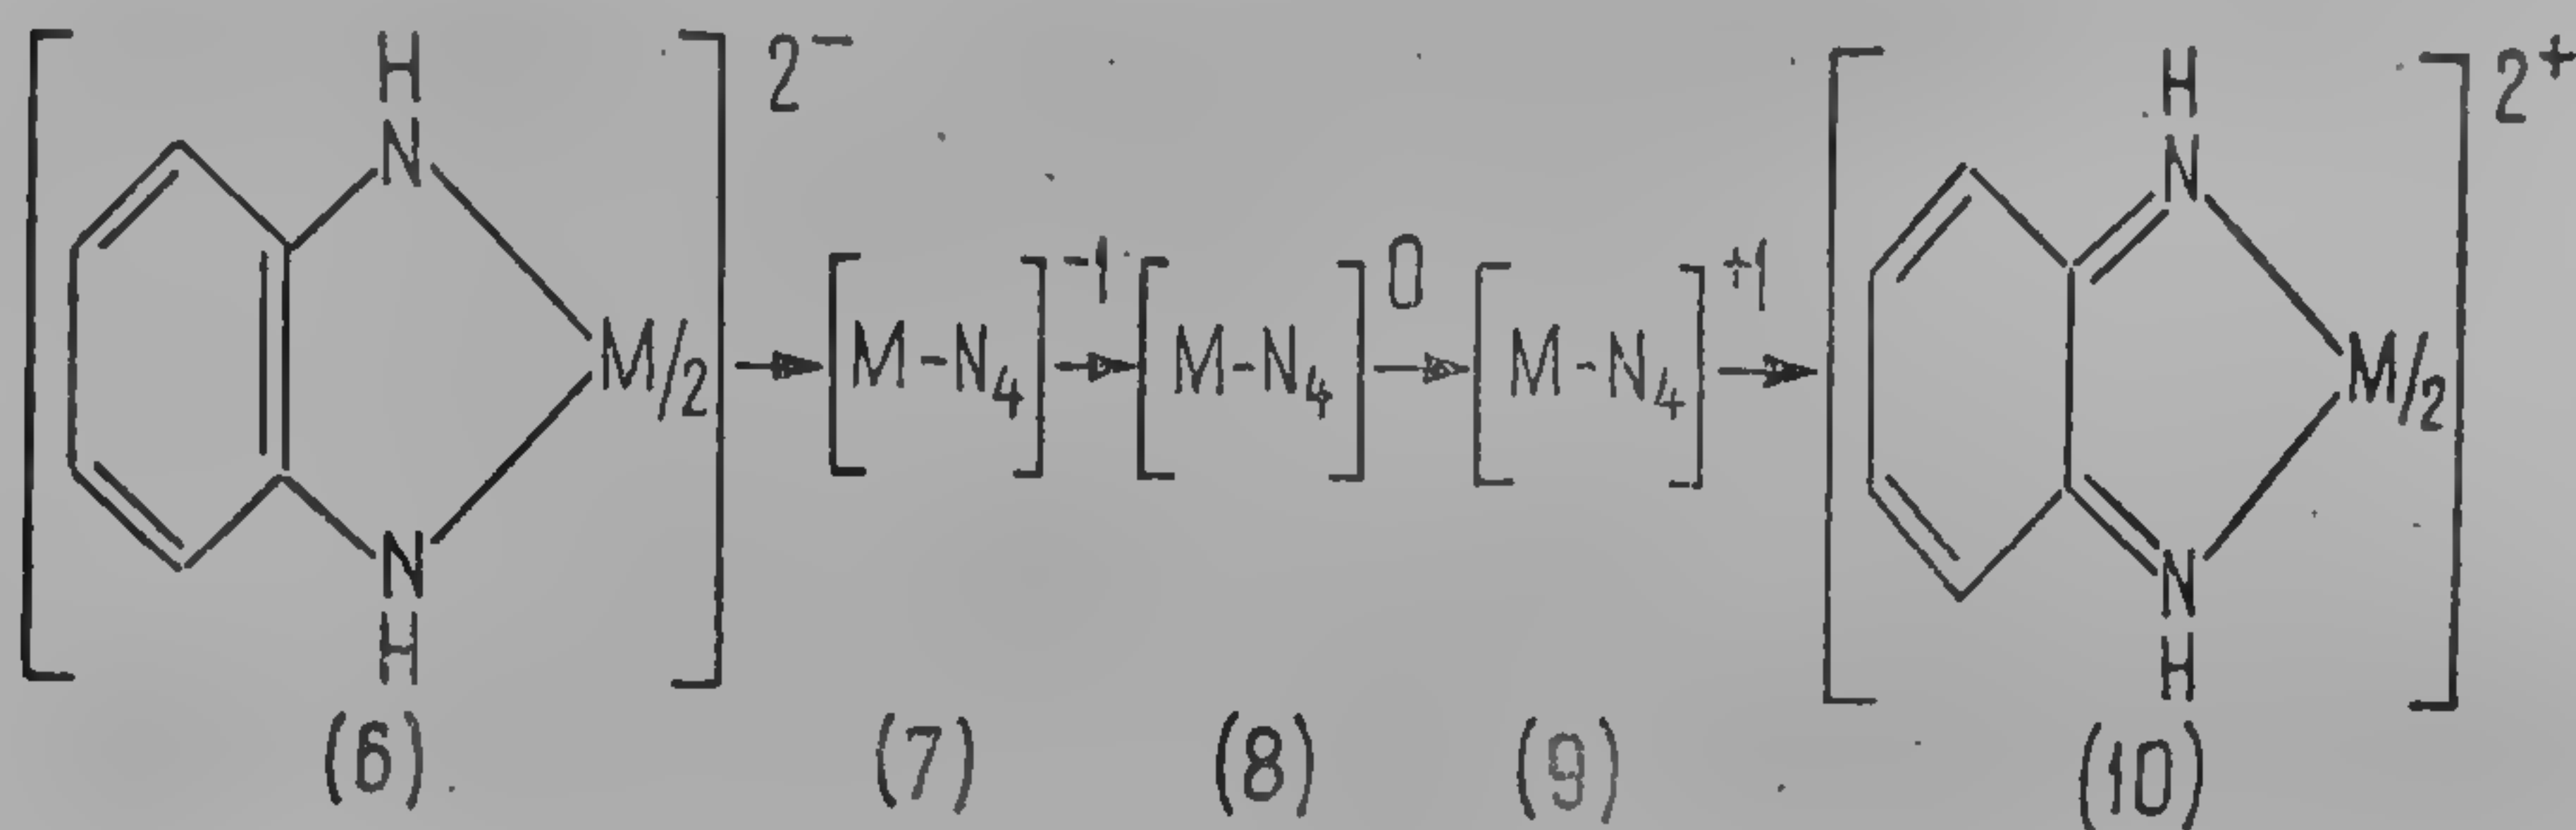 H
N
M/2
N
H
2−
[M-N4]-1
[M-N4]0
[M-N4]+1
H
N
M/2
N
H
2+
(6)
(7)
(8)
(9)
(10)